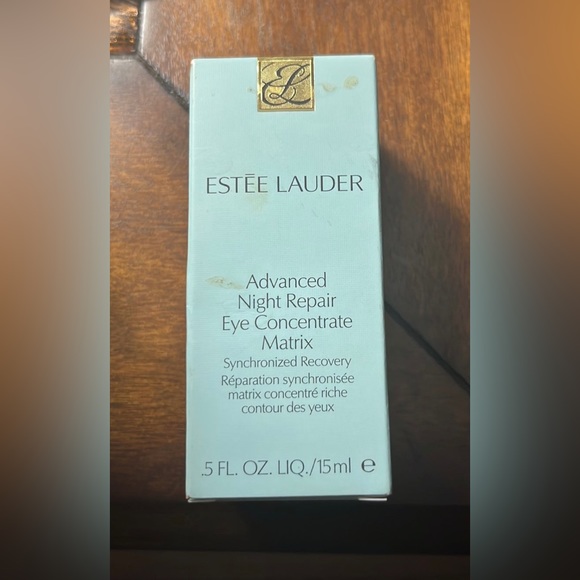 EL
ESTĒE LAUDER
Advanced
Night Repair
Eye Concentrate
Matrix
Synchronized Recovery
Réparation synchronisée
matrix concentré riche
contour des yeux
.5 FL. OZ. LIQ./15ml ℮